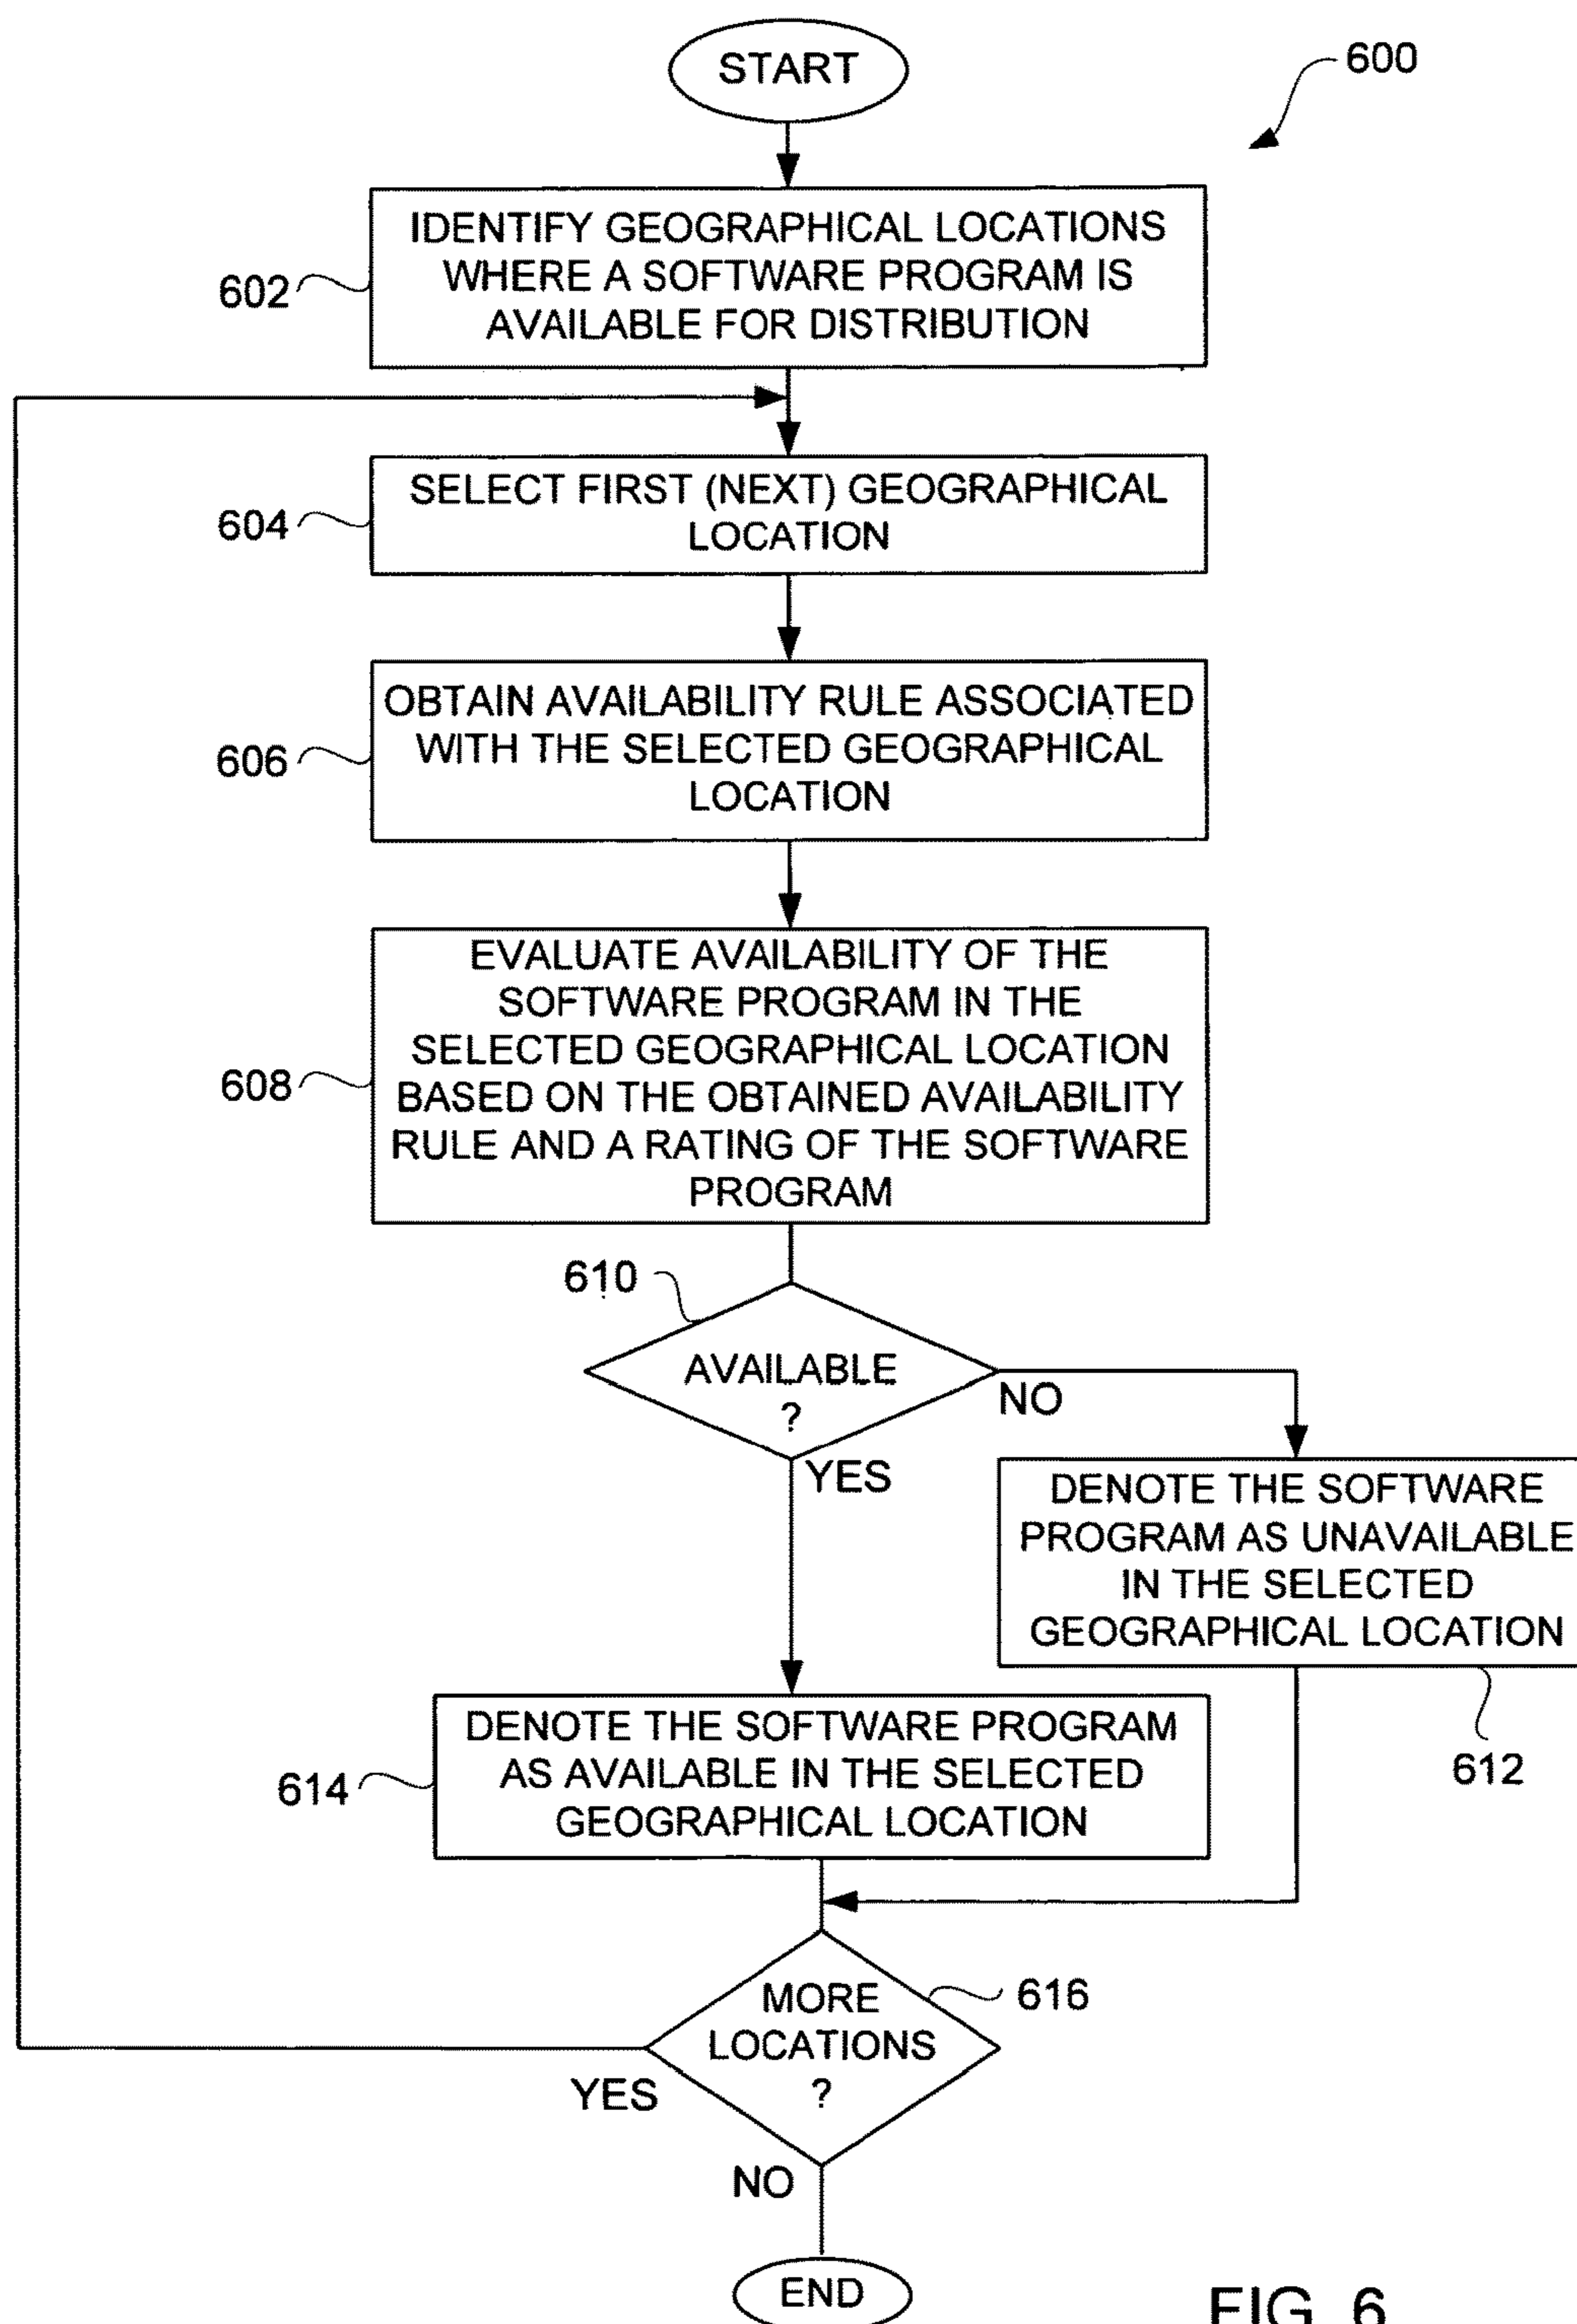 START
600
IDENTIFY GEOGRAPHICAL LOCATIONS
WHERE A SOFTWARE PROGRAM IS
AVAILABLE FOR DISTRIBUTION
602
SELECT FIRST (NEXT) GEOGRAPHICAL
LOCATION
604
OBTAIN AVAILABILITY RULE ASSOCIATED
WITH THE SELECTED GEOGRAPHICAL
LOCATION
606
EVALUATE AVAILABILITY OF THE
SOFTWARE PROGRAM IN THE
SELECTED GEOGRAPHICAL LOCATION
BASED ON THE OBTAINED AVAILABILITY
RULE AND A RATING OF THE SOFTWARE
PROGRAM
608
610
AVAILABLE
?
NO
YES
DENOTE THE SOFTWARE
PROGRAM AS UNAVAILABLE
IN THE SELECTED
GEOGRAPHICAL LOCATION
612
DENOTE THE SOFTWARE PROGRAM
AS AVAILABLE IN THE SELECTED
GEOGRAPHICAL LOCATION
614
MORE
LOCATIONS
?
616
YES
NO
END
FIG. 6